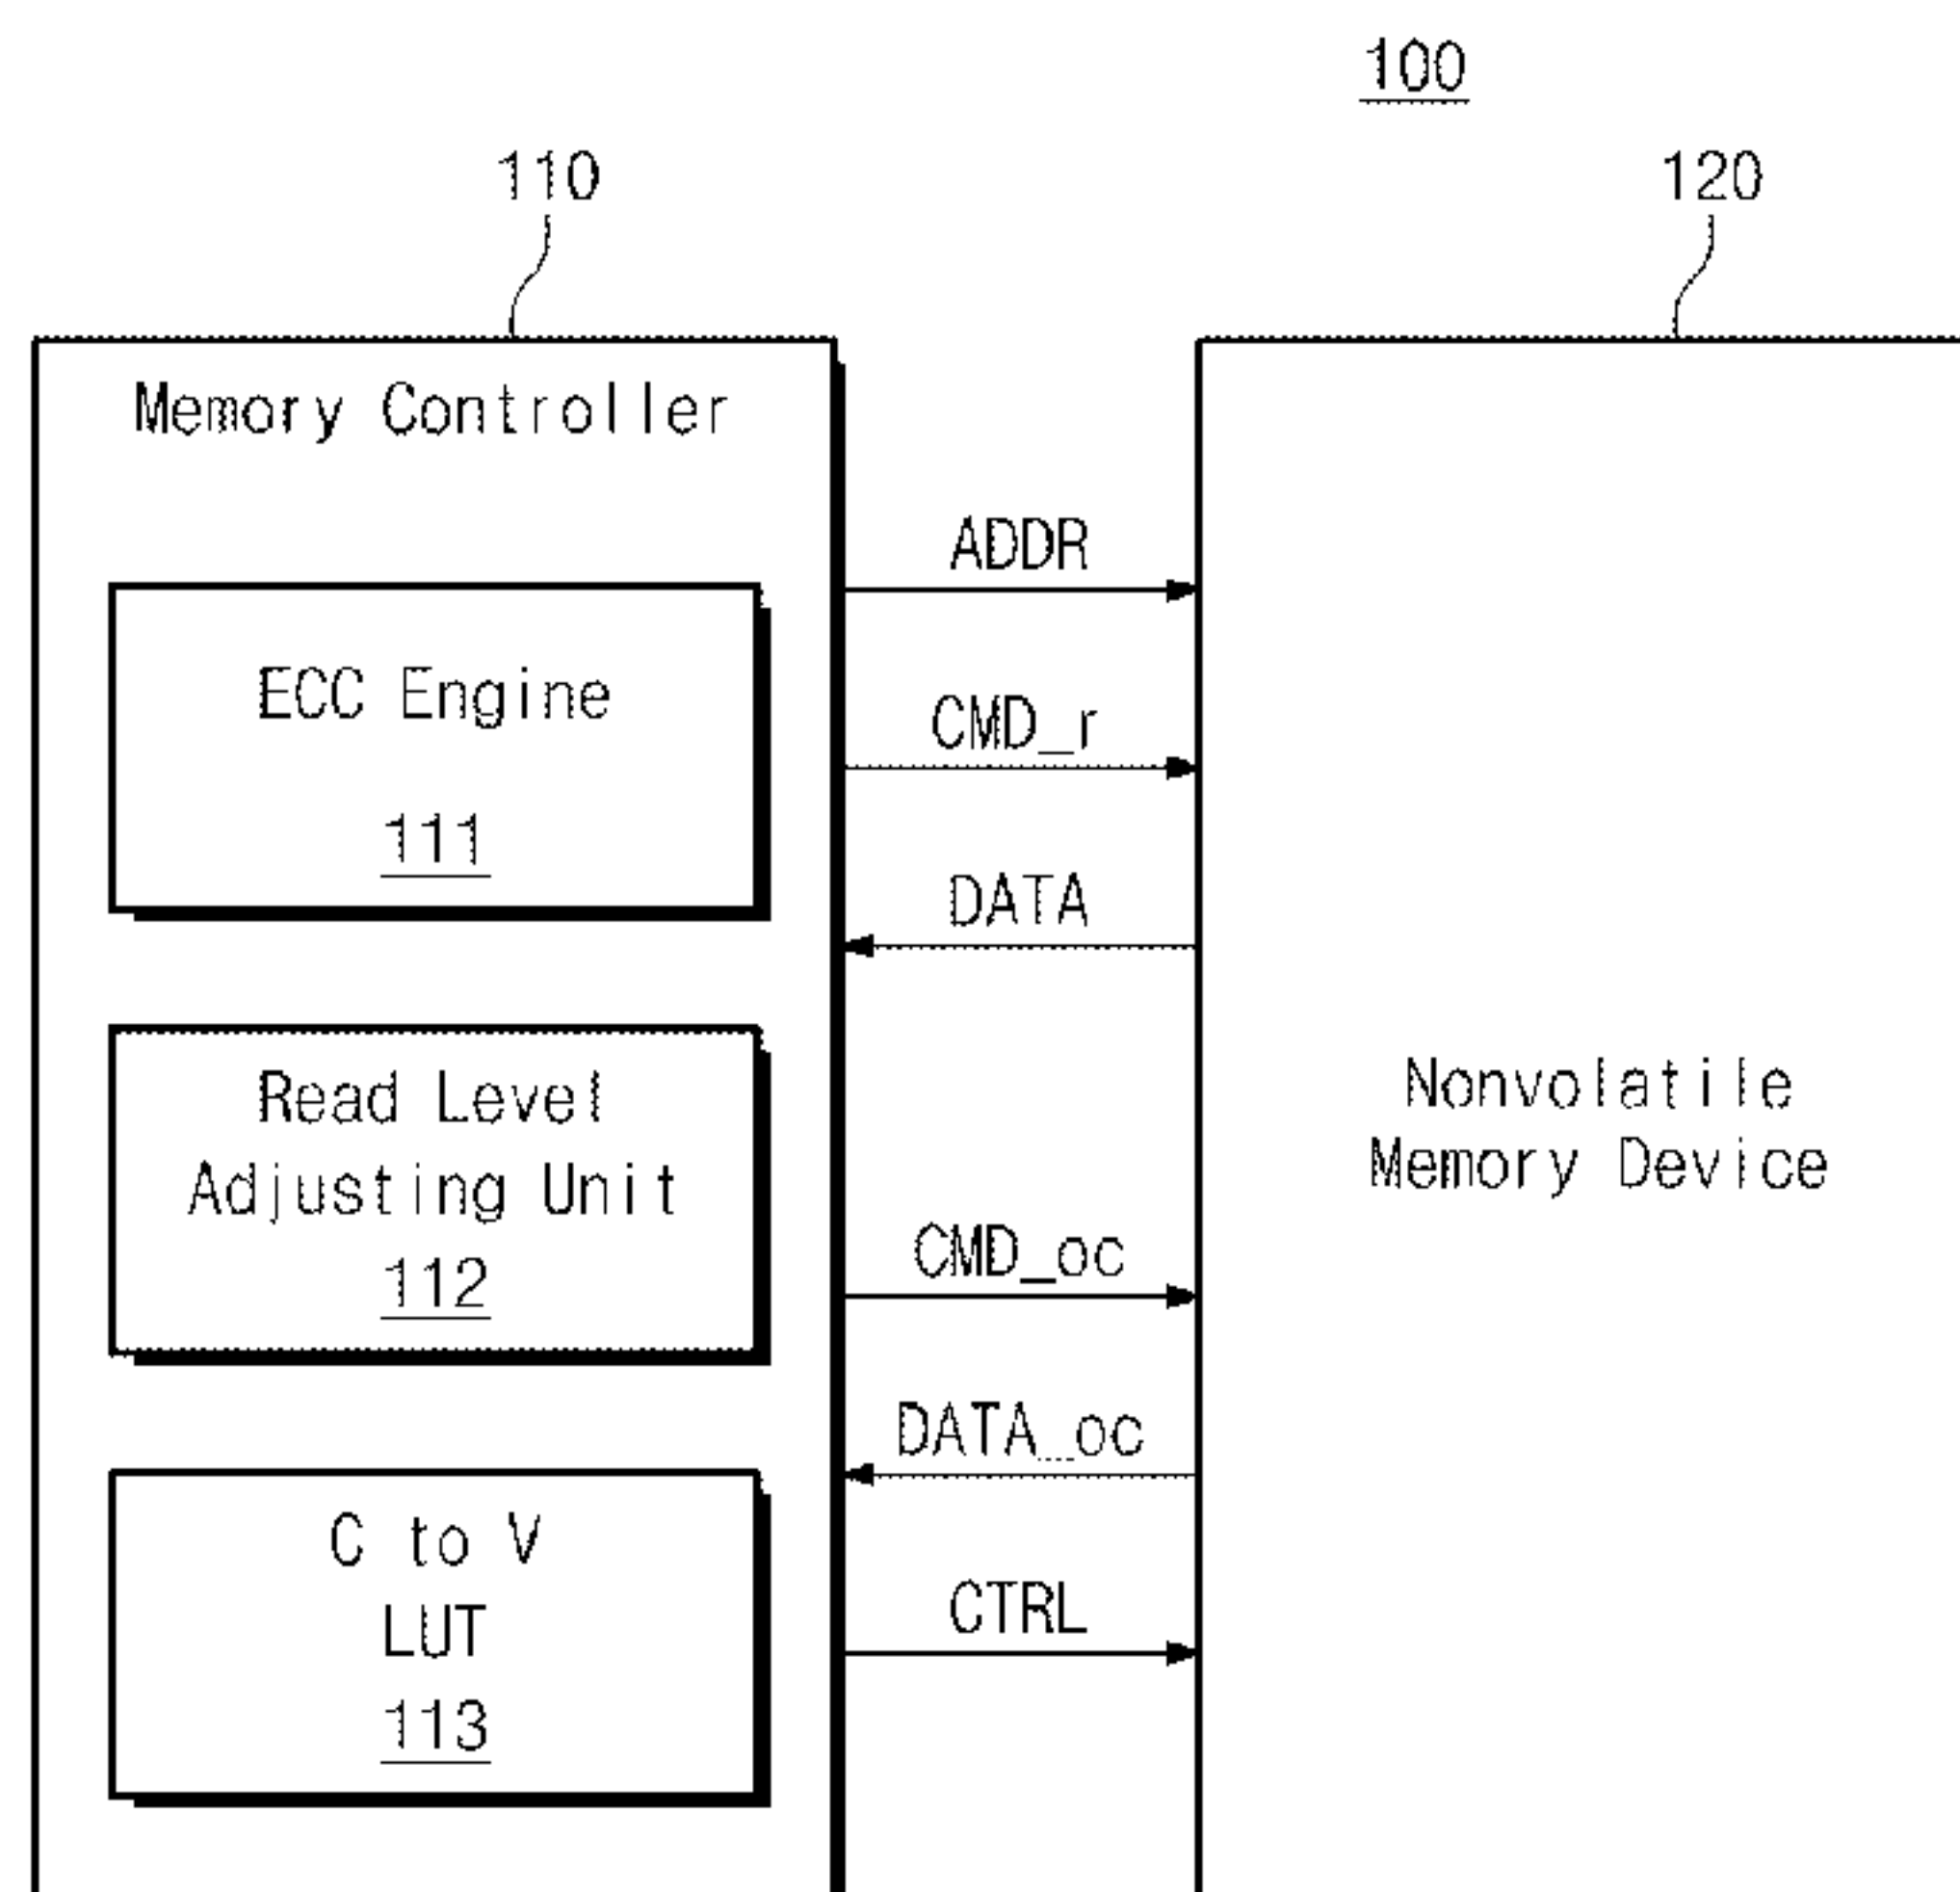 100
110
120
Memory Controller
ADDR
ECC Engine
111
CMD_r
DATA
Read Level
Adjusting Unit
112
Nonvolatile
Memory Device
CMD_oc
DATA_oc
C to V
LUT
113
CTRL